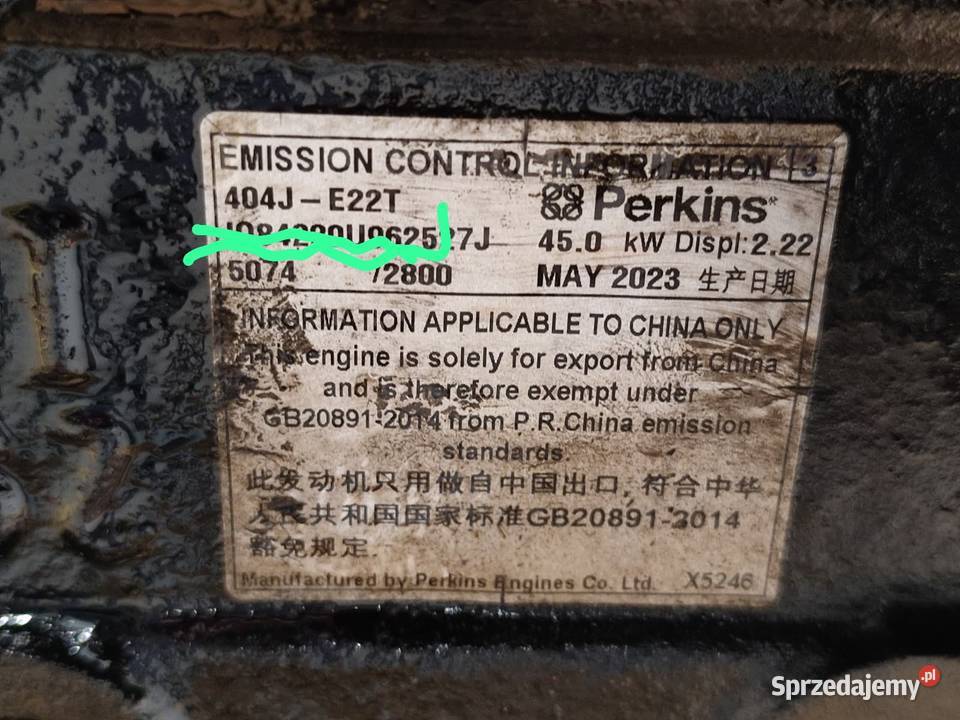 EMISSION CONTROL INFORMATION 3
404J-E22T Perkins
45.0 kW Displ:2.22
5074 /2800 MAY 2023 生产日期
INFORMATION APPLICABLE TO CHINA ONLY
This engine is solely for export from China
and is therefore exempt under
GB20891-2014 from P.R.China emission
standards.
此发动机只用做自中国出口, 符合中华
人民共和国国家标准GB20891-2014
豁免规定.
Manufactured by Perkins Engines Co. Ltd. X5246
Sprzedajemy.pl